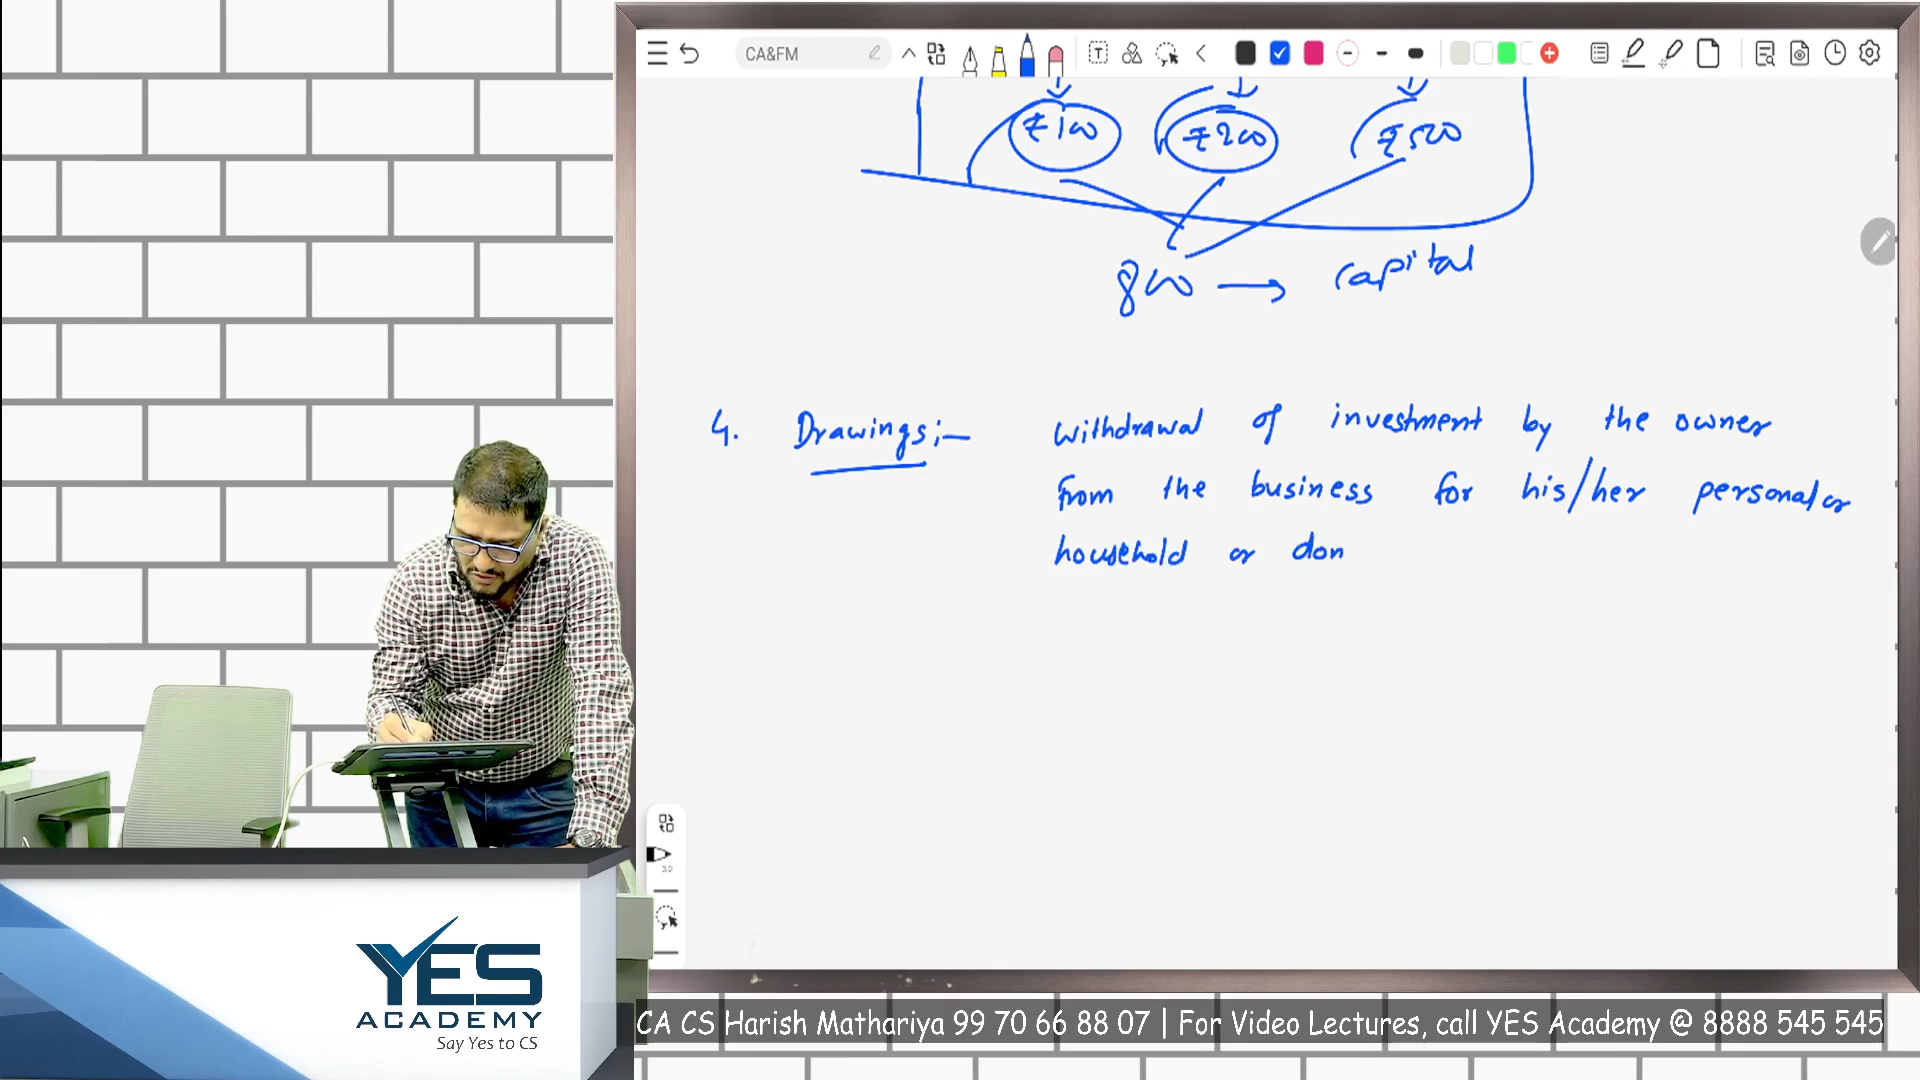 CA&FM
₹100 ₹200 ₹500
800 → capital
4. Drawings:- Withdrawal of investment by the owner
from the business for his/her personal or
household or dom
YES
ACADEMY
Say Yes to CS
CA CS Harish Mathariya 99 70 66 88 07 | For Video Lectures, call YES Academy @ 8888 545 545